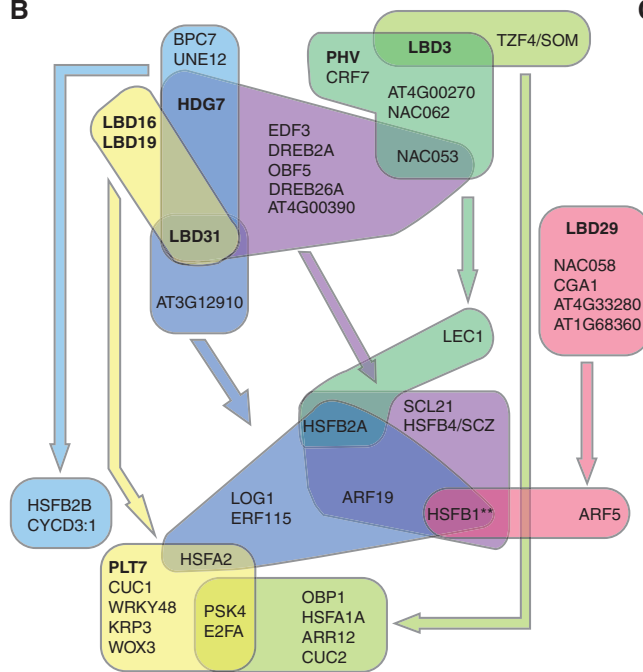 B
C
BPC7
UNE12
HDG7
LBD16
LBD19
LBD31
AT3G12910
EDF3
DREB2A
OBF5
DREB26A
AT4G00390
PHV
CRF7
LBD3
TZF4/SOM
AT4G00270
NAC062
NAC053
LBD29
NAC058
CGA1
AT4G33280
AT1G68360
LEC1
SCL21
HSFB4/SCZ
HSFB2A
ARF19
LOG1
ERF115
HSFB1**
ARF5
HSFB2B
CYCD3:1
HSFA2
PLT7
CUC1
WRKY48
KRP3
WOX3
PSK4
E2FA
OBP1
HSFA1A
ARR12
CUC2